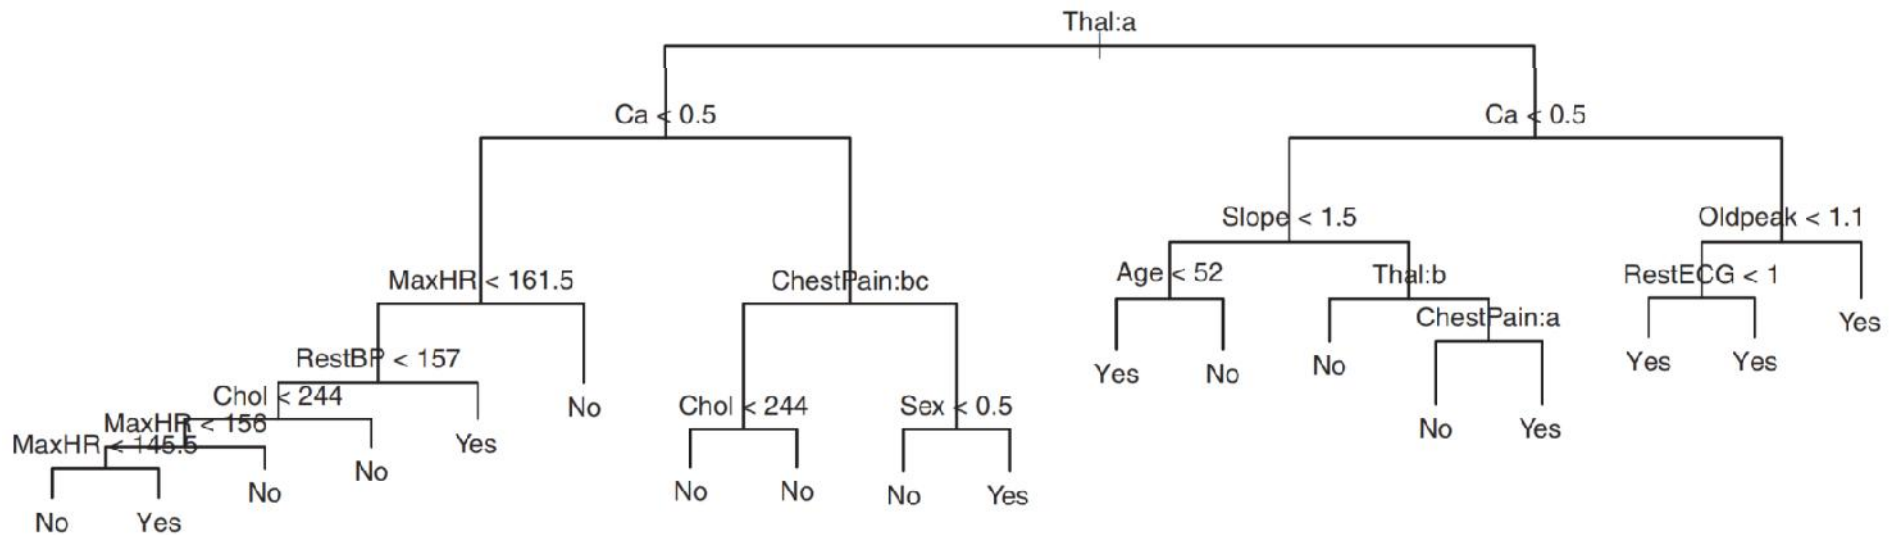 Thal:a
Ca < 0.5
Ca < 0.5
Slope < 1.5
Oldpeak < 1.1
MaxHR < 161.5
ChestPain:bc
Age < 52
Thal:b
RestECG < 1
ChestPain:a
Yes
RestBP < 157
Yes
No
No
Yes
Yes
Chol < 244
No
Chol < 244
Sex < 0.5
MaxHR < 156
No
Yes
MaxHR < 145.5
Yes
No
No
No
No
No
Yes
No
Yes